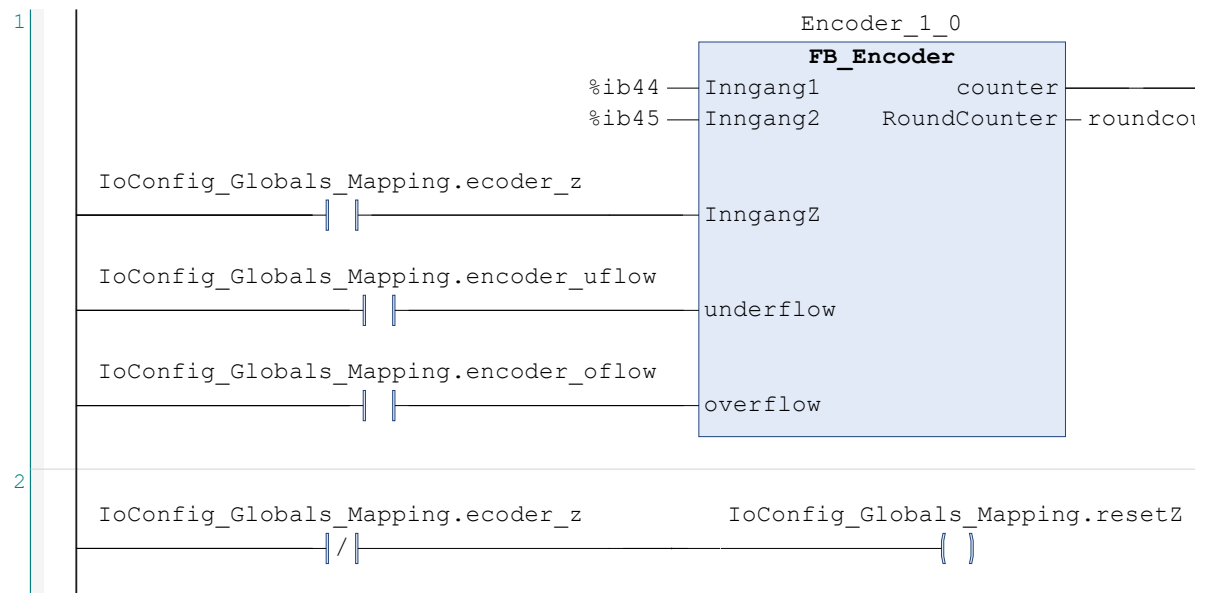 1
Encoder_1_0
FB_Encoder
%ib44 Inngang1 counter
%ib45 Inngang2 RoundCounter roundcou
IoConfig_Globals_Mapping.ecoder_z
InngangZ
IoConfig_Globals_Mapping.encoder_uflow
underflow
IoConfig_Globals_Mapping.encoder_oflow
overflow
2
IoConfig_Globals_Mapping.ecoder_z IoConfig_Globals_Mapping.resetZ
/